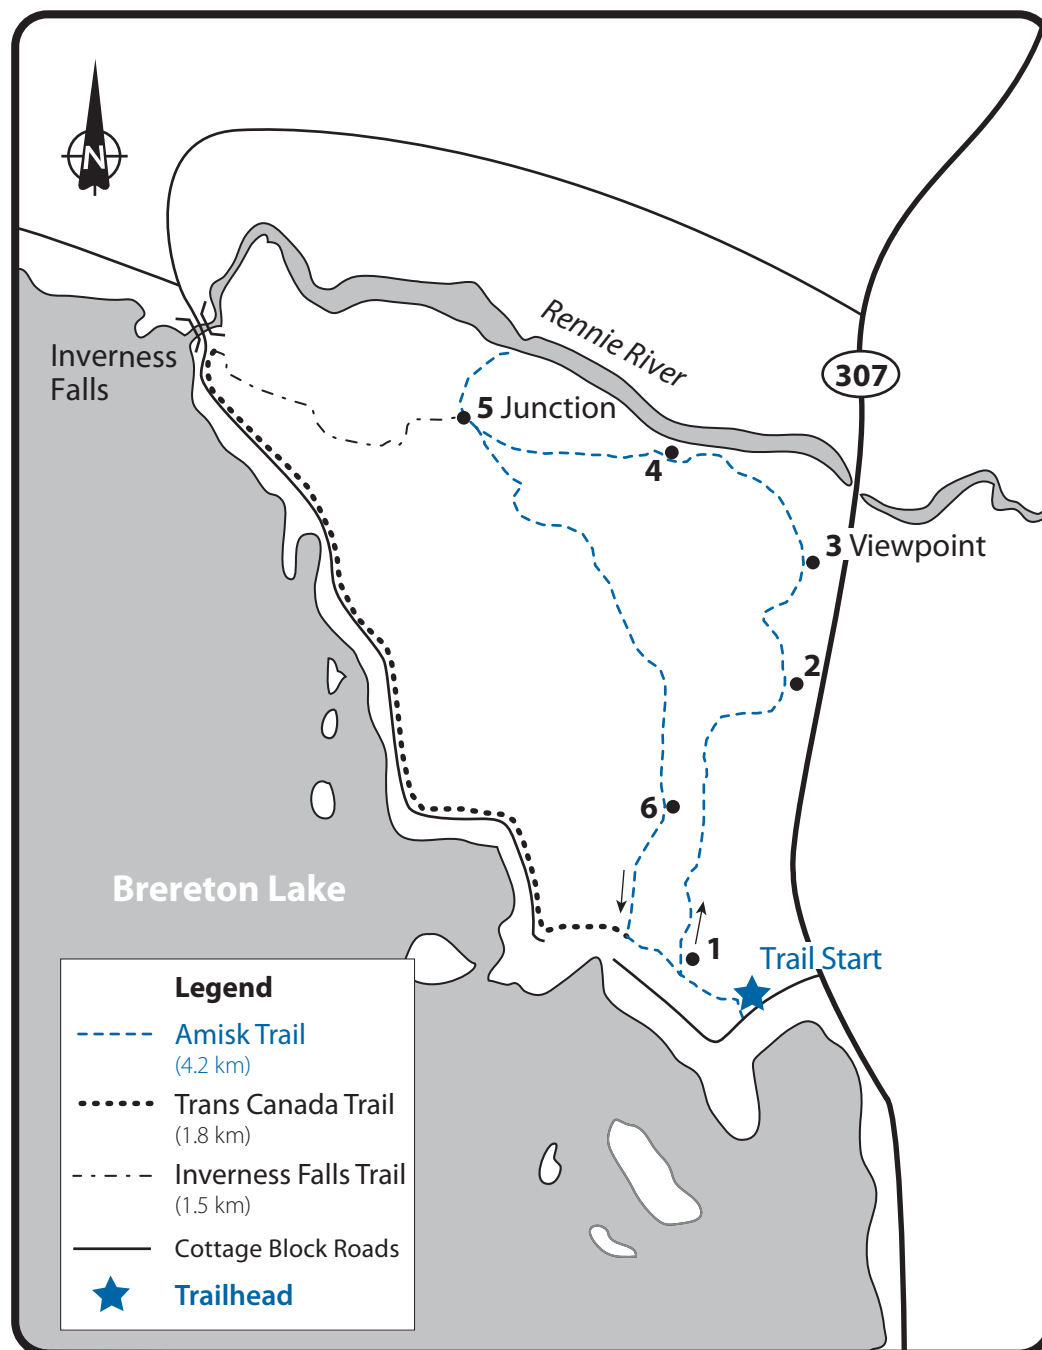 N
Rennie River
Inverness
Falls
307
5 Junction
4
3 Viewpoint
2
6
Brereton Lake
1
Trail Start
Legend
Amisk Trail
(4.2 km)
Trans Canada Trail
(1.8 km)
Inverness Falls Trail
(1.5 km)
Cottage Block Roads
Trailhead